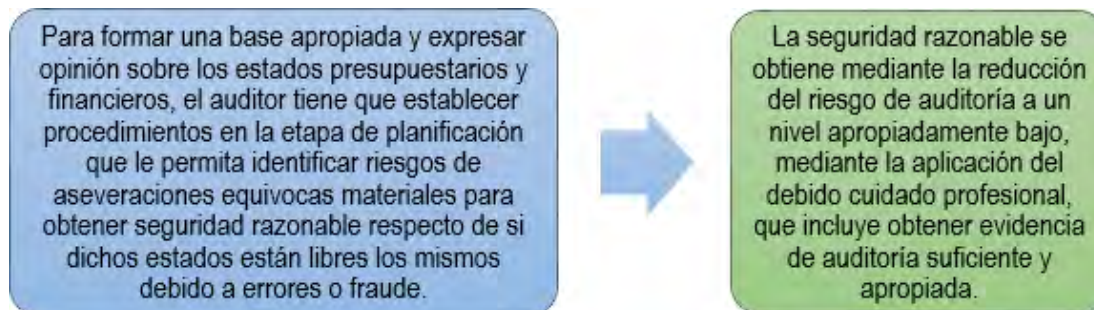 Para formar una base apropiada y expresar
opinión sobre los estados presupuestarios y
financieros, el auditor tiene que establecer
procedimientos en la etapa de planificación
que le permita identificar riesgos de
aseveraciones equivocas materiales para
obtener seguridad razonable respecto de si
dichos estados están libres los mismos
debido a errores o fraude.
La seguridad razonable se
obtiene mediante la reducción
del riesgo de auditoría a un
nivel apropiadamente bajo,
mediante la aplicación del
debido cuidado profesional,
que incluye obtener evidencia
de auditoría suficiente y
apropiada.